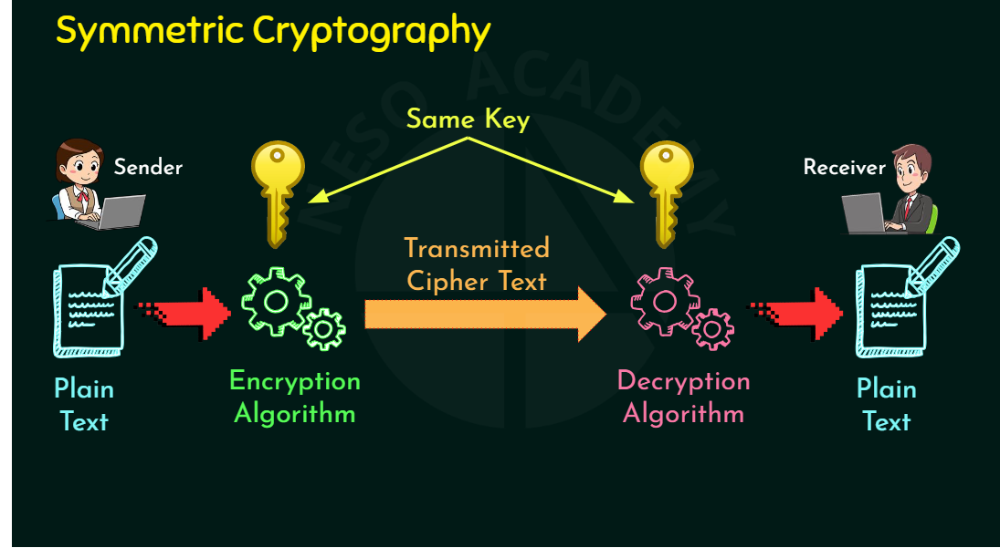 Symmetric Cryptography
NESO ACADEMY
Same Key
Sender
Receiver
Transmitted
Cipher Text
Plain
Text
Encryption
Algorithm
Decryption
Algorithm
Plain
Text